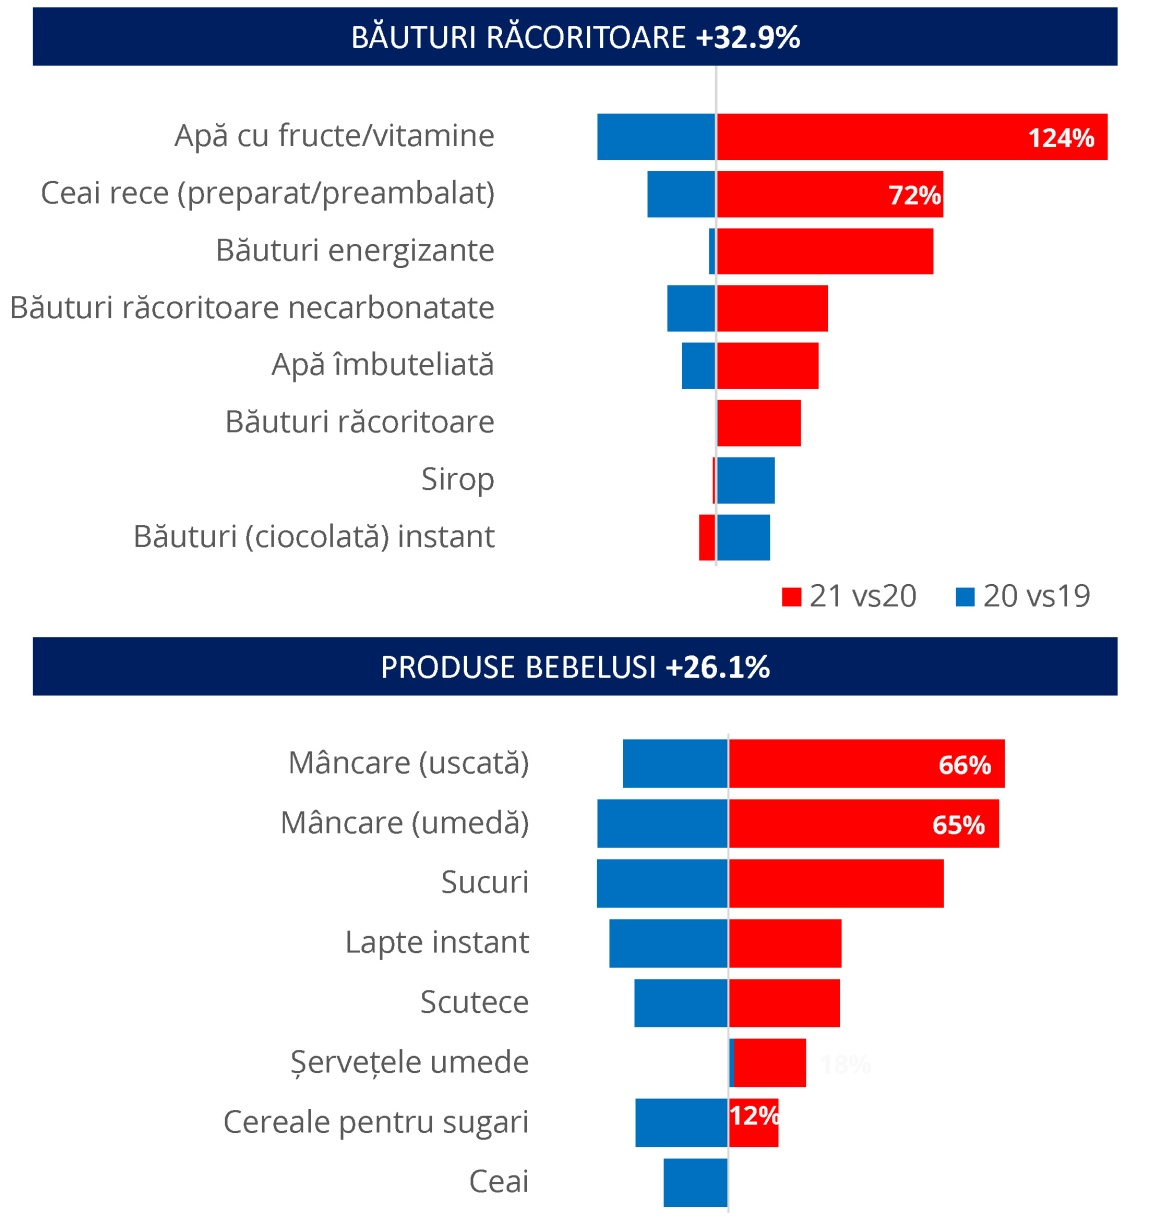 BĂUTURI RĂCORITOARE +32.9%
Apă cu fructe/vitamine
124%
Ceai rece (preparat/preambalat)
72%
Băuturi energizante
Băuturi răcoritoare necarbonatate
Apă îmbuteliată
Băuturi răcoritoare
Sirop
Băuturi (ciocolată) instant
21 vs20
20 vs19
PRODUSE BEBELUSI +26.1%
Mâncare (uscată)
66%
Mâncare (umedă)
65%
Sucuri
Lapte instant
Scutece
Șervețele umede
18%
Cereale pentru sugari
12%
Ceai